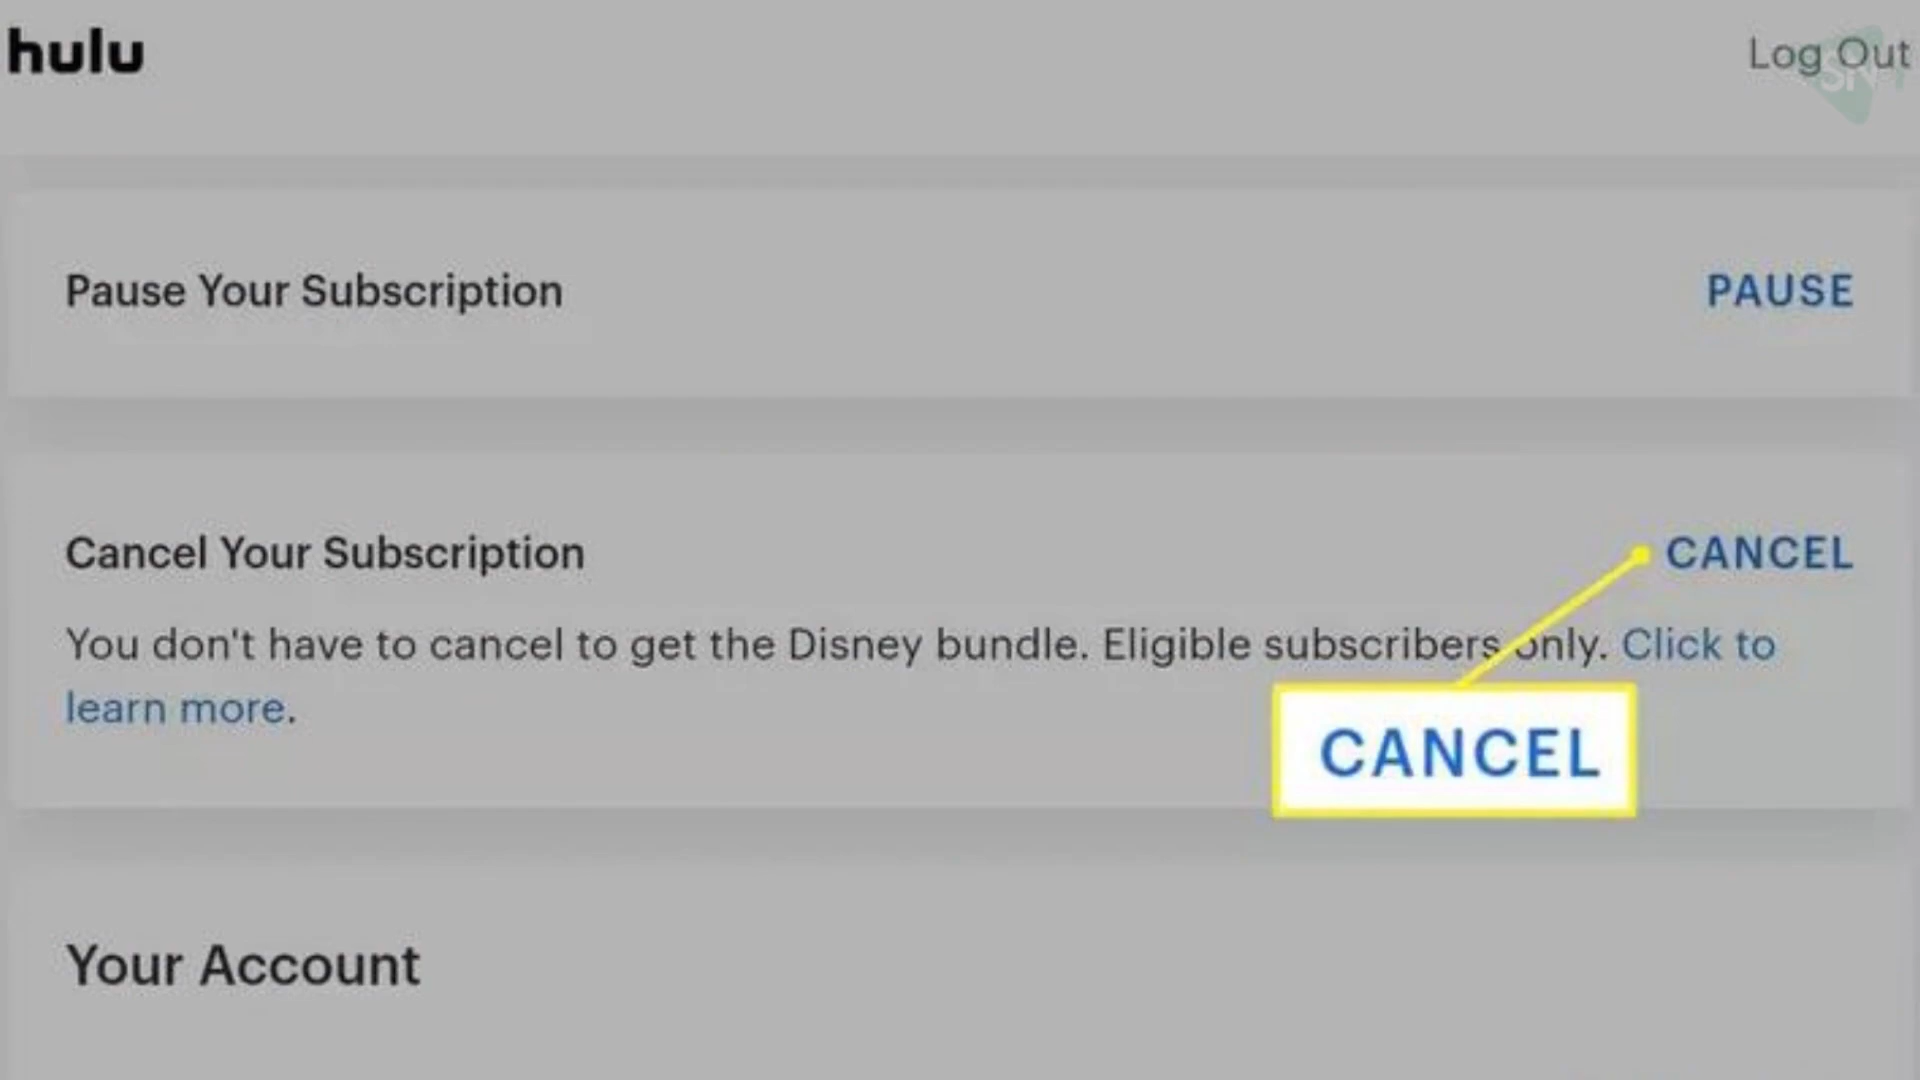 hulu
Log Out
SN
Pause Your Subscription
PAUSE
Cancel Your Subscription
CANCEL
You don't have to cancel to get the Disney bundle. Eligible subscribers only. Click to
learn more.
CANCEL
Your Account